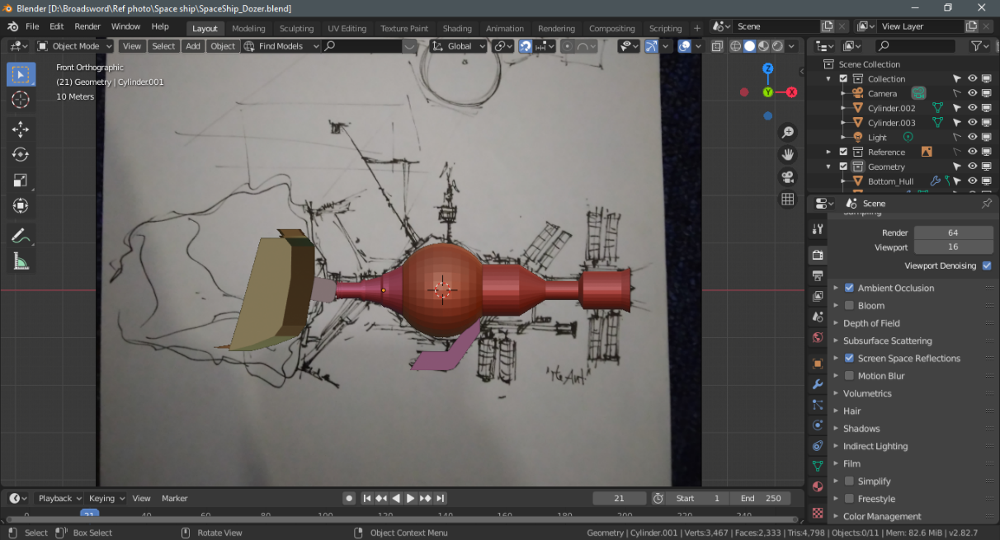 Blender [D:\Broadsword\Ref photo\Space ship\SpaceShip_Dozer.blend]
File Edit Render Window Help
Layout Modeling Sculpting UV Editing Texture Paint Shading Animation Rendering Compositing Scripting +
Scene
View Layer
Object Mode View Select Add Object Find Models
Global
Front Orthographic
(21) Geometry | Cylinder.001
10 Meters
Z
Y
X
Scene Collection
Collection
Camera
Cylinder.002
Cylinder.003
Light
Reference
Geometry
Bottom_Hull
Scene
Sampling
Render 64
Viewport 16
Viewport Denoising
Ambient Occlusion
Bloom
Depth of Field
Subsurface Scattering
Screen Space Reflections
Motion Blur
Volumetrics
Hair
Shadows
Indirect Lighting
Film
Simplify
Freestyle
Color Management
Playback Keying View Marker
21 Start 1 End 250
0 21 40 60 80 100 120 140 160 180 200 220 240
Select Box Select Rotate View Object Context Menu
Geometry | Cylinder.001 | Verts:3,467 | Faces:2,333 | Tris:4,798 | Objects:0/11 | Mem: 82.6 MiB | v2.82.7